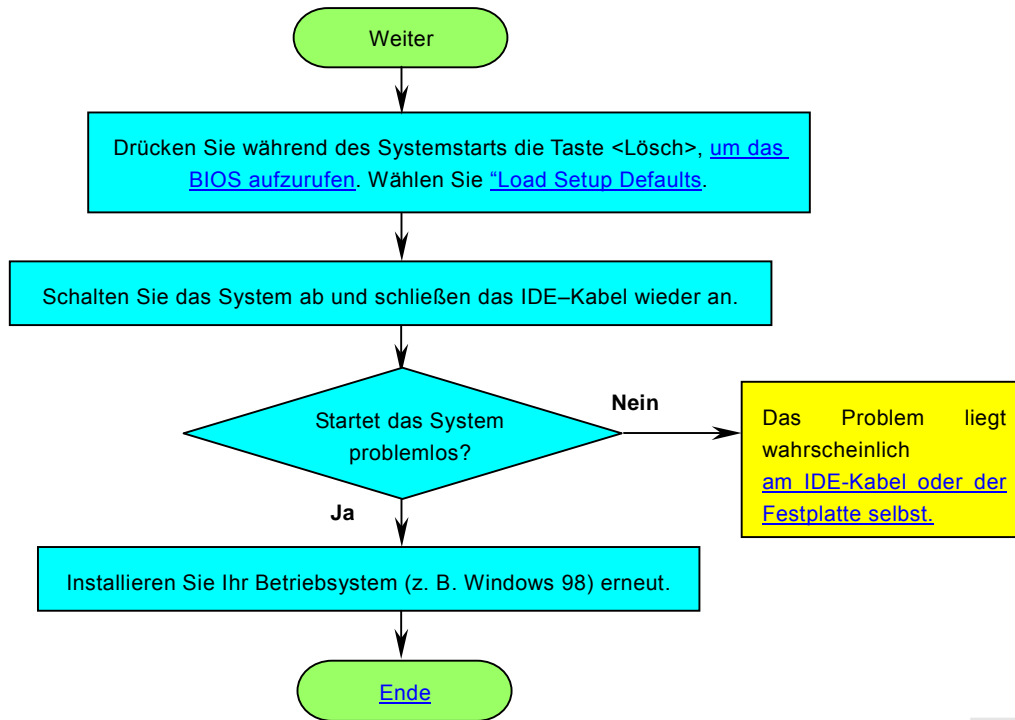 Weiter
Drücken Sie während des Systemstarts die Taste <Lösch>, um das
BIOS aufzurufen. Wählen Sie “Load Setup Defaults.
Schalten Sie das System ab und schließen das IDE–Kabel wieder an.
Startet das System
problemlos?
Nein
Das Problem liegt
wahrscheinlich
am IDE-Kabel oder der
Festplatte selbst.
Ja
Installieren Sie Ihr Betriebsystem (z. B. Windows 98) erneut.
Ende